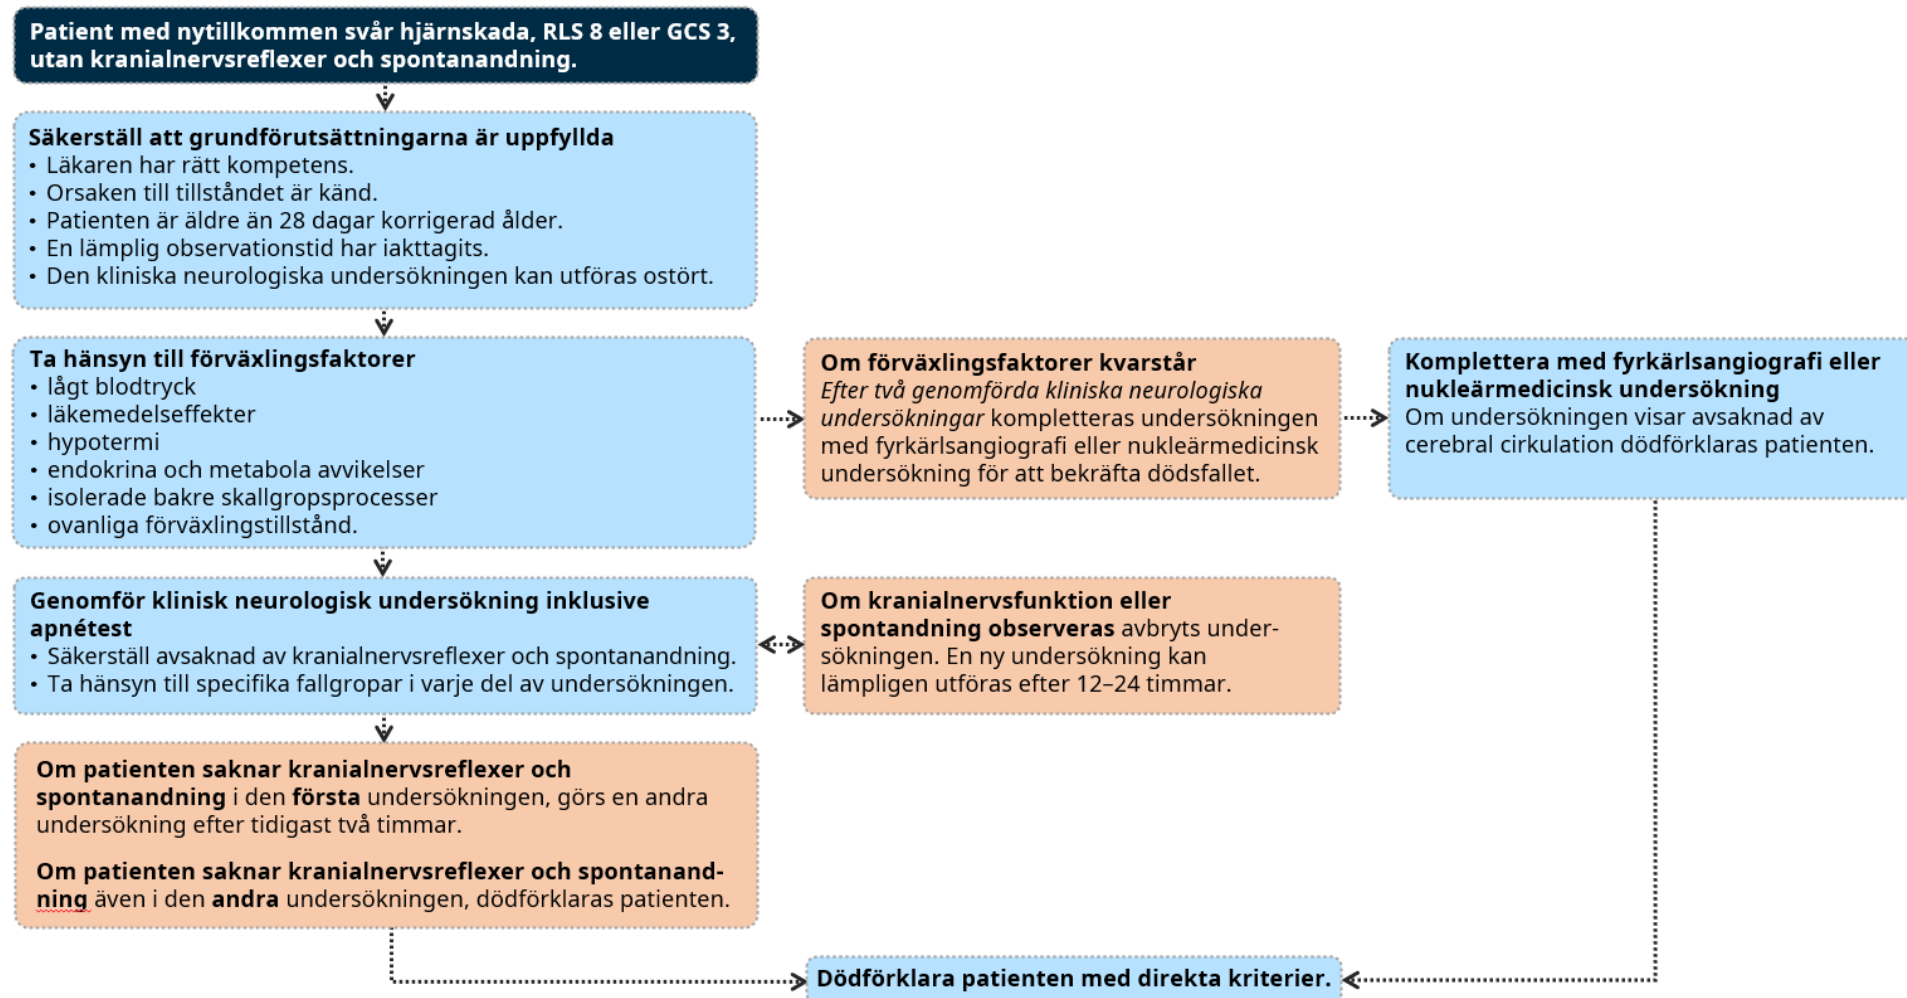 Patient med nytillkommen svår hjärnskada, RLS 8 eller GCS 3,
utan kranialnervsreflexer och spontanandning.
Säkerställ att grundförutsättningarna är uppfyllda
• Läkaren har rätt kompetens.
• Orsaken till tillståndet är känd.
• Patienten är äldre än 28 dagar korrigerad ålder.
• En lämplig observationstid har iakttagits.
• Den kliniska neurologiska undersökningen kan utföras ostört.
Ta hänsyn till förväxlingsfaktorer
• lågt blodtryck
• läkemedelseffekter
• hypotermi
• endokrina och metabola avvikelser
• isolerade bakre skallgropsprocesser
• ovanliga förväxlingstillstånd.
Om förväxlingsfaktorer kvarstår
Efter två genomförda kliniska neurologiska
undersökningar kompletteras undersökningen
med fyrkärlsangiografi eller nukleärmedicinsk
undersökning för att bekräfta dödsfallet.
Komplettera med fyrkärlsangiografi eller
nukleärmedicinsk undersökning
Om undersökningen visar avsaknad av
cerebral cirkulation dödförklaras patienten.
Genomför klinisk neurologisk undersökning inklusive
apnétest
• Säkerställ avsaknad av kranialnervsreflexer och spontanandning.
• Ta hänsyn till specifika fallgropar i varje del av undersökningen.
Om kranialnervsfunktion eller
spontandning observeras avbryts under-
sökningen. En ny undersökning kan
lämpligen utföras efter 12–24 timmar.
Om patienten saknar kranialnervsreflexer och
spontanandning i den första undersökningen, görs en andra
undersökning efter tidigast två timmar.
Om patienten saknar kranialnervsreflexer och spontanand-
ning även i den andra undersökningen, dödförklaras patienten.
Dödförklara patienten med direkta kriterier.